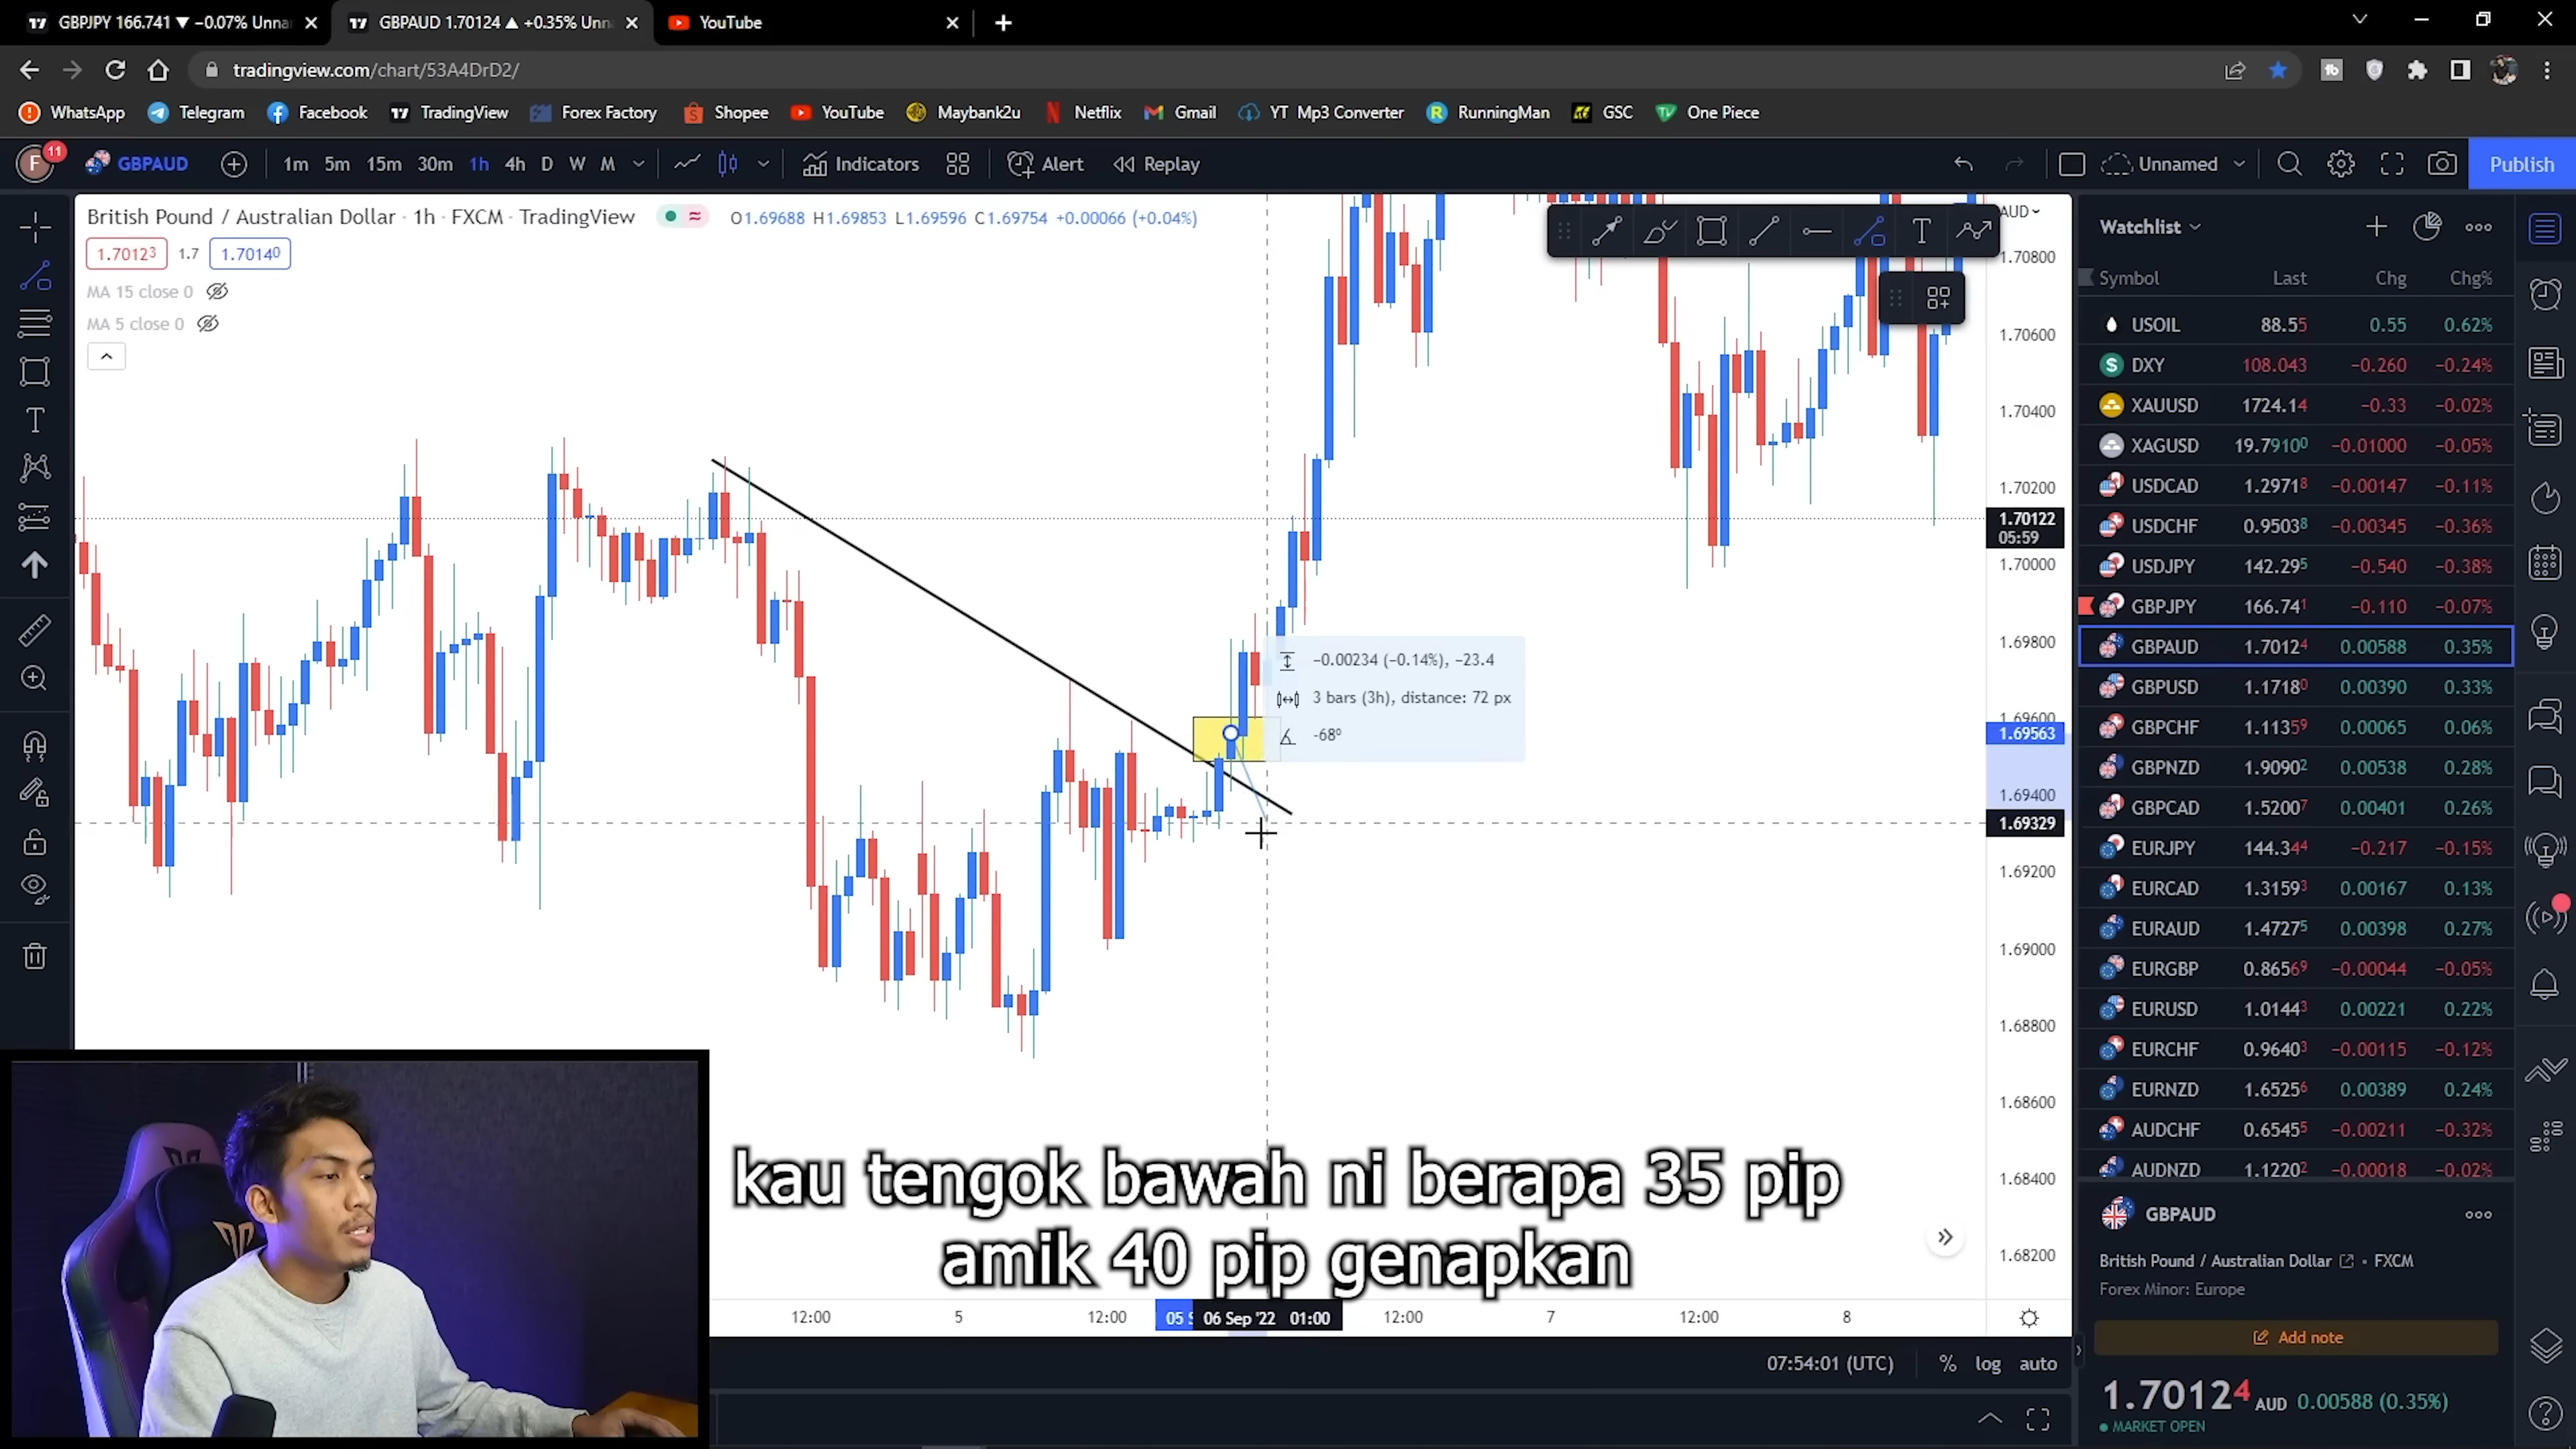 GBPJPY 166.741 ▼ −0.07% Unna
GBPAUD 1.70124 ▲ +0.35% Unn
YouTube
tradingview.com/chart/53A4DrD2/
WhatsApp Telegram Facebook TradingView Forex Factory Shopee YouTube Maybank2u Netflix Gmail YT Mp3 Converter RunningMan GSC One Piece
F 11 GBPAUD 1m 5m 15m 30m 1h 4h D W M Indicators Alert Replay Unnamed Publish
British Pound / Australian Dollar · 1h · FXCM · TradingView O1.69688 H1.69853 L1.69596 C1.69754 +0.00066 (+0.04%)
1.70123 1.7 1.70140
MA 15 close 0
MA 5 close 0
AUD
1.70800
1.70600
1.70400
1.70200
1.70122
05:59
1.70000
1.69800
1.69600
1.69563
1.69400
1.69329
1.69200
1.69000
1.68800
1.68600
1.68400
1.68200
−0.00234 (−0.14%), −23.4
3 bars (3h), distance: 72 px
-68º
kau tengok bawah ni berapa 35 pip
amik 40 pip genapkan
12:00 5 12:00 05 S 06 Sep '22 01:00 12:00 7 12:00 8
07:54:01 (UTC) % log auto
Watchlist
Symbol Last Chg Chg%
USOIL 88.55 0.55 0.62%
DXY 108.043 −0.260 −0.24%
XAUUSD 1724.14 −0.33 −0.02%
XAGUSD 19.79100 −0.01000 −0.05%
USDCAD 1.29718 −0.00147 −0.11%
USDCHF 0.95038 −0.00345 −0.36%
USDJPY 142.295 −0.540 −0.38%
GBPJPY 166.741 −0.110 −0.07%
GBPAUD 1.70124 0.00588 0.35%
GBPUSD 1.17180 0.00390 0.33%
GBPCHF 1.11359 0.00065 0.06%
GBPNZD 1.90902 0.00538 0.28%
GBPCAD 1.52007 0.00401 0.26%
EURJPY 144.344 −0.217 −0.15%
EURCAD 1.31593 0.00167 0.13%
EURAUD 1.47275 0.00398 0.27%
EURGBP 0.86569 −0.00044 −0.05%
EURUSD 1.01443 0.00221 0.22%
EURCHF 0.96403 −0.00115 −0.12%
EURNZD 1.65256 0.00389 0.24%
AUDCHF 0.65455 −0.00211 −0.32%
AUDNZD 1.12202 −0.00018 −0.02%
GBPAUD
British Pound / Australian Dollar • FXCM
Forex Minor: Europe
Add note
1.70124 AUD 0.00588 (0.35%)
MARKET OPEN